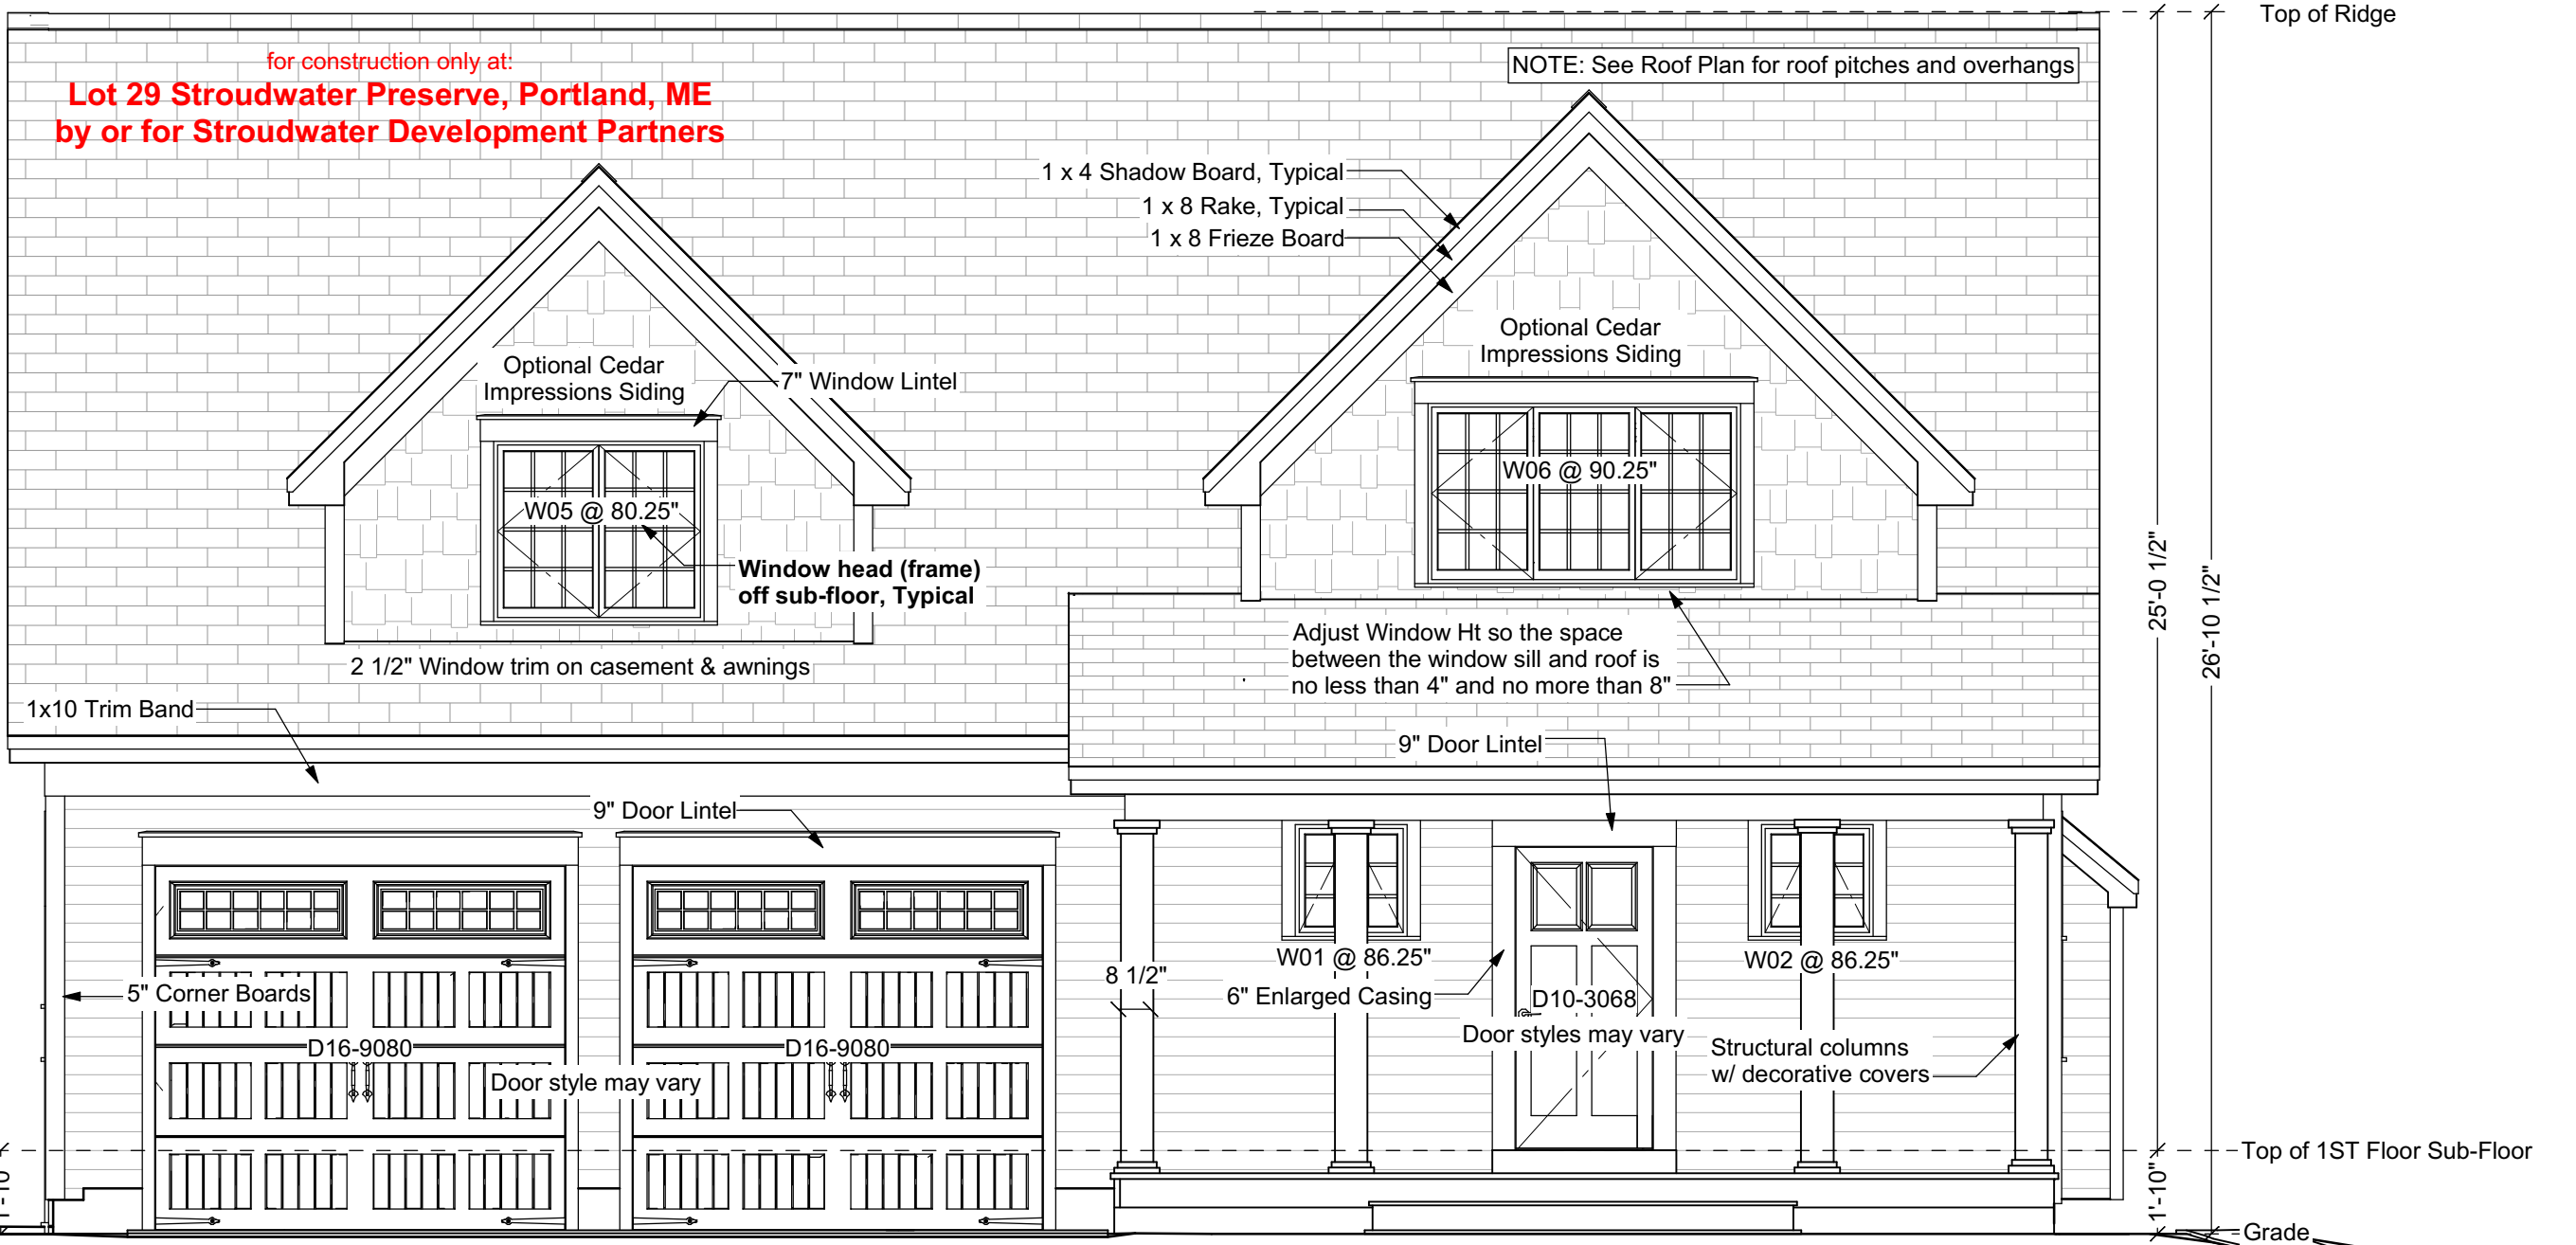 Top of Ridge
for construction only at:
Lot 29 Stroudwater Preserve, Portland, ME
by or for Stroudwater Development Partners
NOTE: See Roof Plan for roof pitches and overhangs
1 x 4 Shadow Board, Typical
1 x 8 Rake, Typical
1 x 8 Frieze Board
Optional Cedar
Impressions Siding
7" Window Lintel
Optional Cedar
Impressions Siding
W05 @ 80.25"
W06 @ 90.25"
Window head (frame)
off sub-floor, Typical
2 1/2" Window trim on casement & awnings
Adjust Window Ht so the space
between the window sill and roof is
no less than 4" and no more than 8"
25'-0 1/2"
26'-10 1/2"
1x10 Trim Band
9" Door Lintel
9" Door Lintel
W01 @ 86.25"
W02 @ 86.25"
8 1/2"
5" Corner Boards
6" Enlarged Casing
D10-3068
Door styles may vary
D16-9080
D16-9080
Door style may vary
Structural columns
w/ decorative covers
Top of 1ST Floor Sub-Floor
1'-10"
Grade